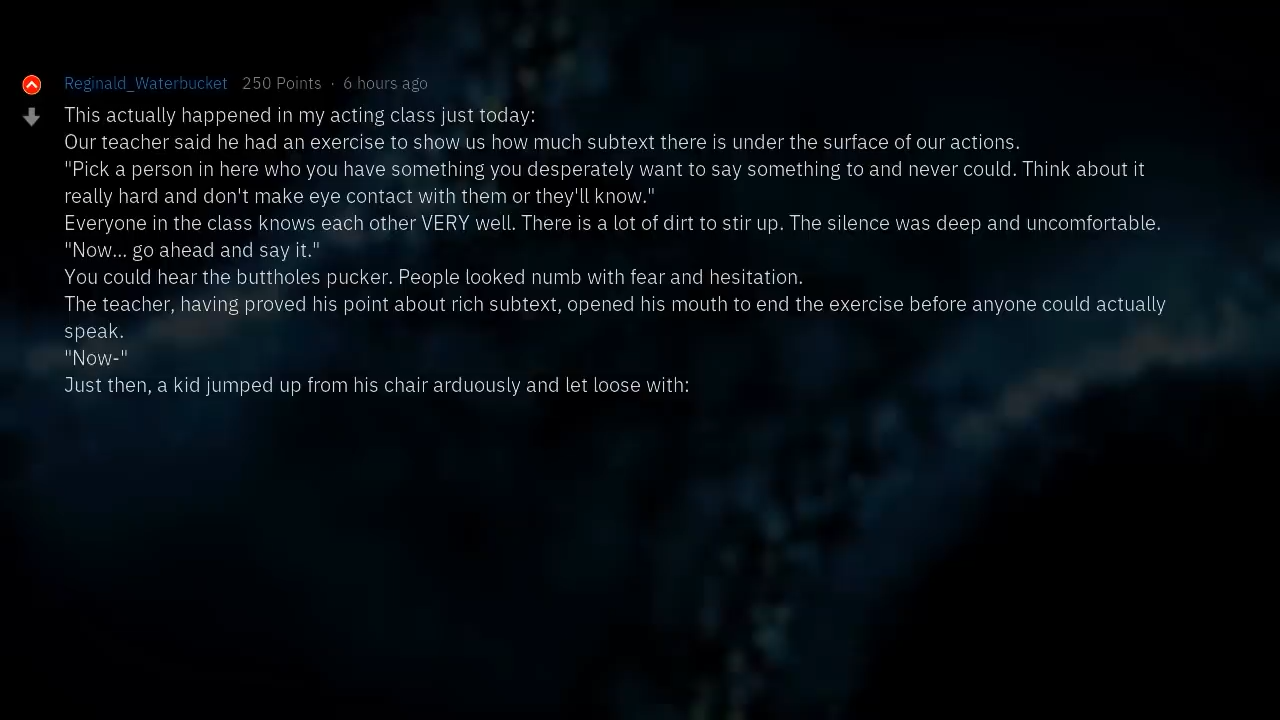 Reginald_Waterbucket 250 Points · 6 hours ago
This actually happened in my acting class just today:
Our teacher said he had an exercise to show us how much subtext there is under the surface of our actions.
"Pick a person in here who you have something you desperately want to say something to and never could. Think about it
really hard and don't make eye contact with them or they'll know."
Everyone in the class knows each other VERY well. There is a lot of dirt to stir up. The silence was deep and uncomfortable.
"Now... go ahead and say it."
You could hear the buttholes pucker. People looked numb with fear and hesitation.
The teacher, having proved his point about rich subtext, opened his mouth to end the exercise before anyone could actually
speak.
"Now-"
Just then, a kid jumped up from his chair arduously and let loose with: